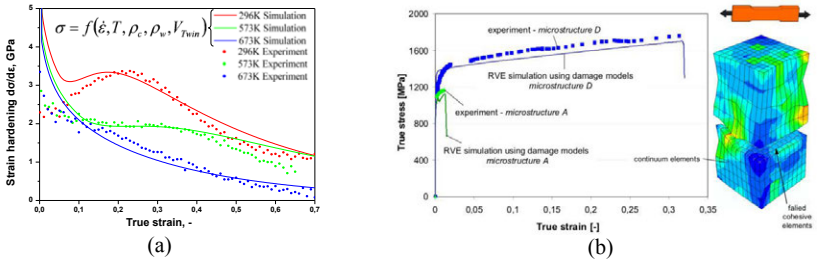 σ = f(ε̇, T, ρc, ρw, VTwin)
296K Simulation
573K Simulation
673K Simulation
296K Experiment
573K Experiment
673K Experiment
Strain hardening dσ/dε, GPa
5
4
3
2
1
0
0,0 0,1 0,2 0,3 0,4 0,5 0,6 0,7
True strain, -
(a)
True stress [MPa]
2000
1600
1200
800
400
0
experiment - microstructure D
RVE simulation using damage models
microstructure D
experiment - microstructure A
RVE simulation using damage models
microstructure A
0 0,05 0,1 0,15 0,2 0,25 0,3 0,35
True strain [-]
continuum elements
failed
cohesive
elements
(b)